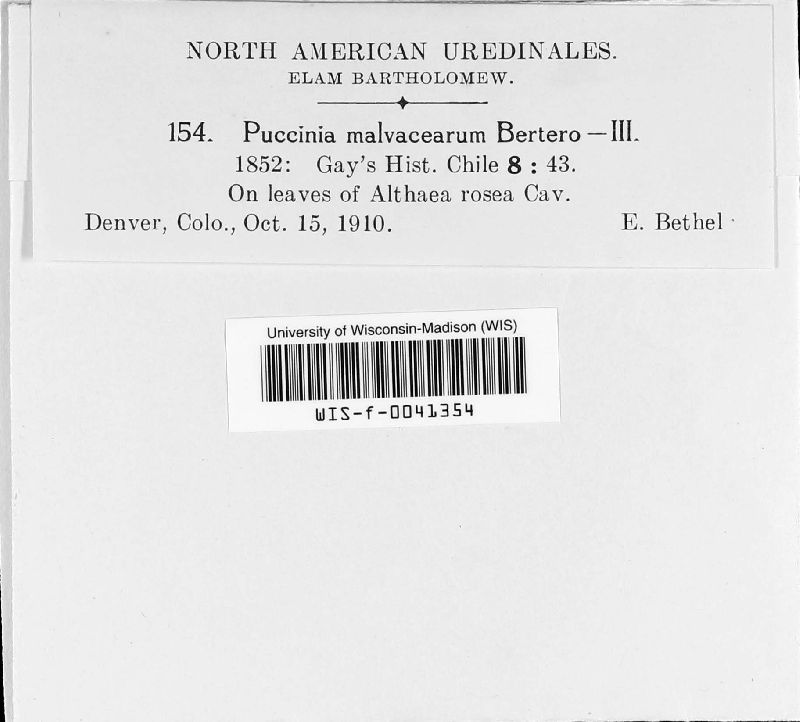 NORTH AMERICAN UREDINALES.
ELAM BARTHOLOMEW.
154. Puccinia malvacearum Bertero—III.
1852: Gay's Hist. Chile 8 : 43.
On leaves of Althaea rosea Cav.
Denver, Colo., Oct. 15, 1910. E. Bethel
University of Wisconsin-Madison (WIS)
WIS-f-0041354